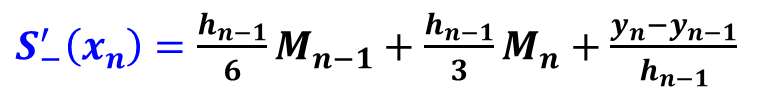 S′₋(xₙ) = hₙ₋₁/6 Mₙ₋₁ + hₙ₋₁/3 Mₙ + (yₙ−yₙ₋₁)/hₙ₋₁